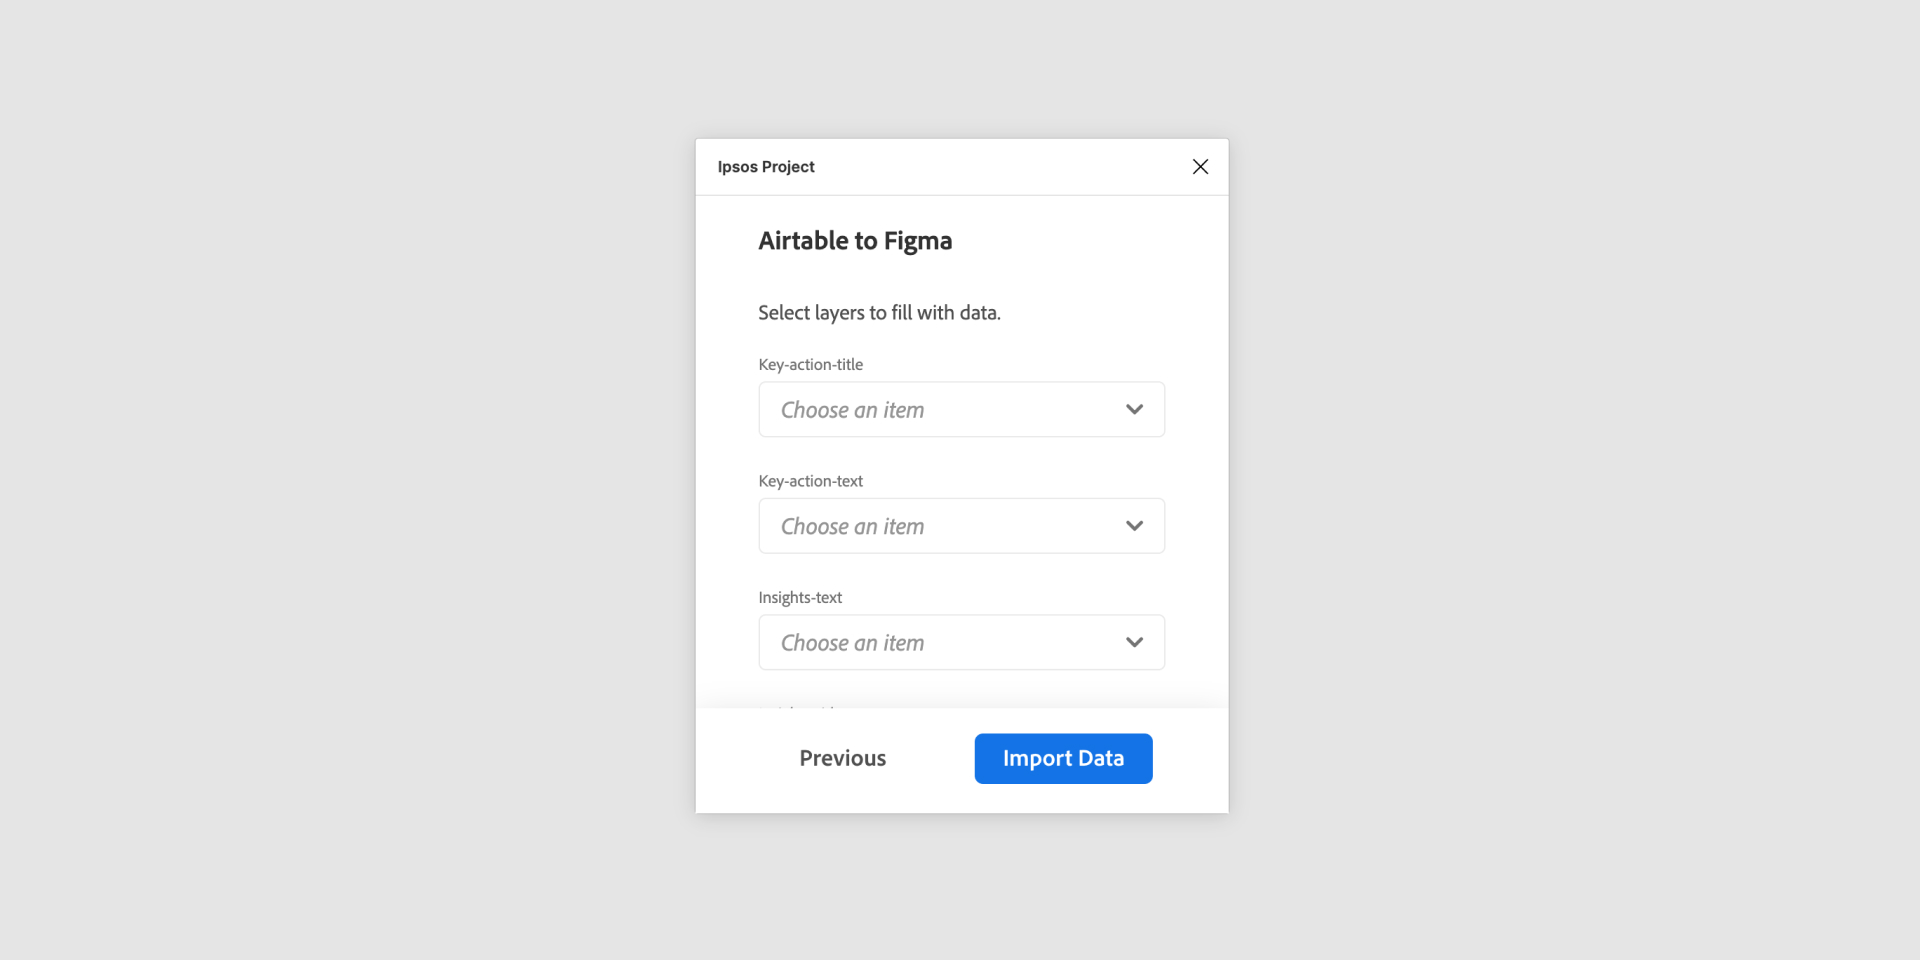 Ipsos Project
Airtable to Figma
Select layers to fill with data.
Key-action-title
Choose an item
Key-action-text
Choose an item
Insights-text
Choose an item
Previous
Import Data